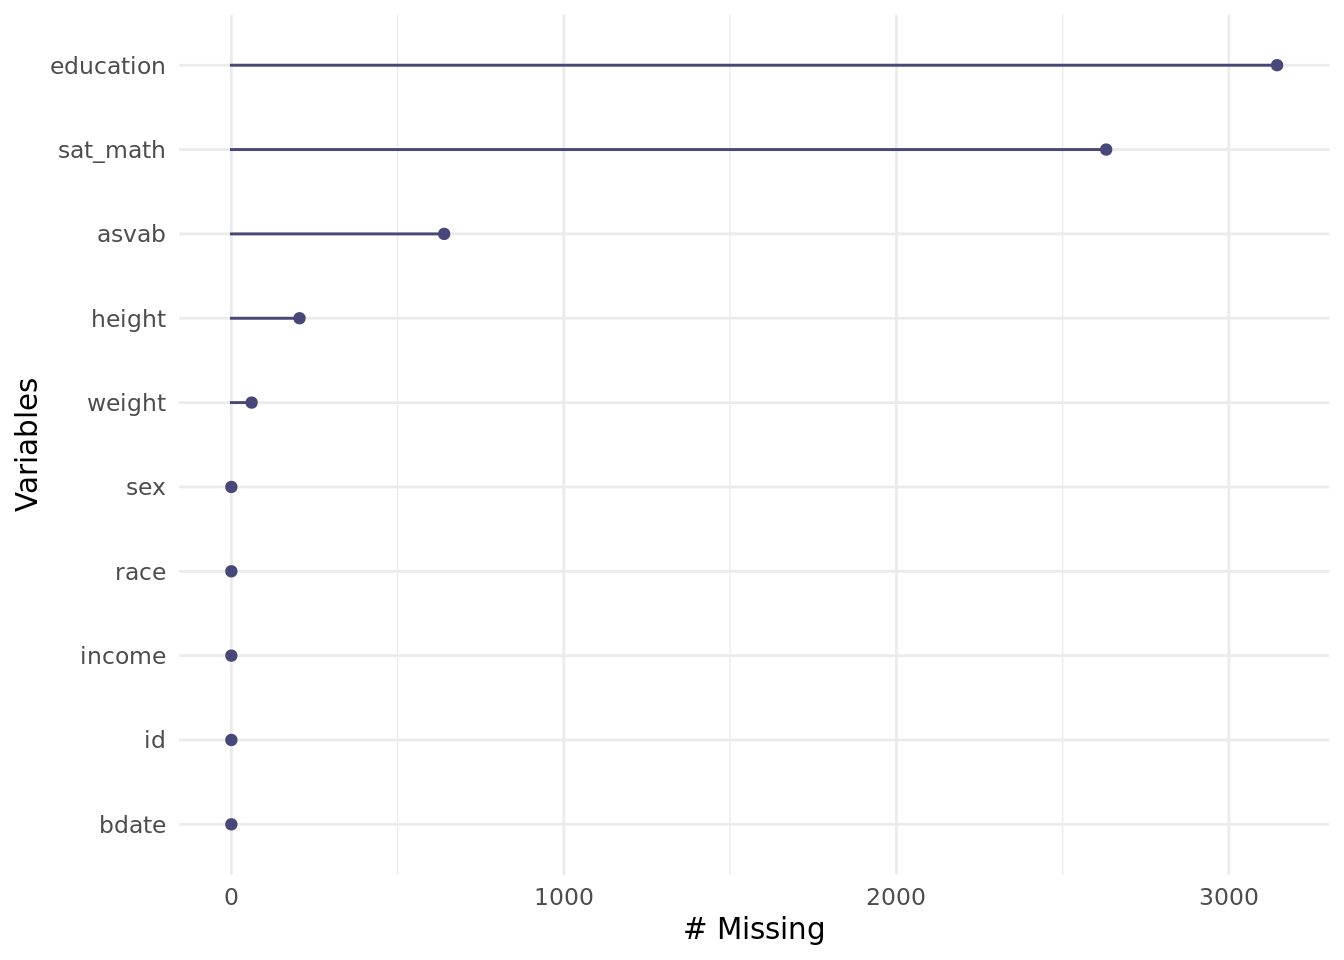 education
sat_math
asvab
height
weight
sex
race
income
id
bdate
Variables
0 1000 2000 3000
# Missing